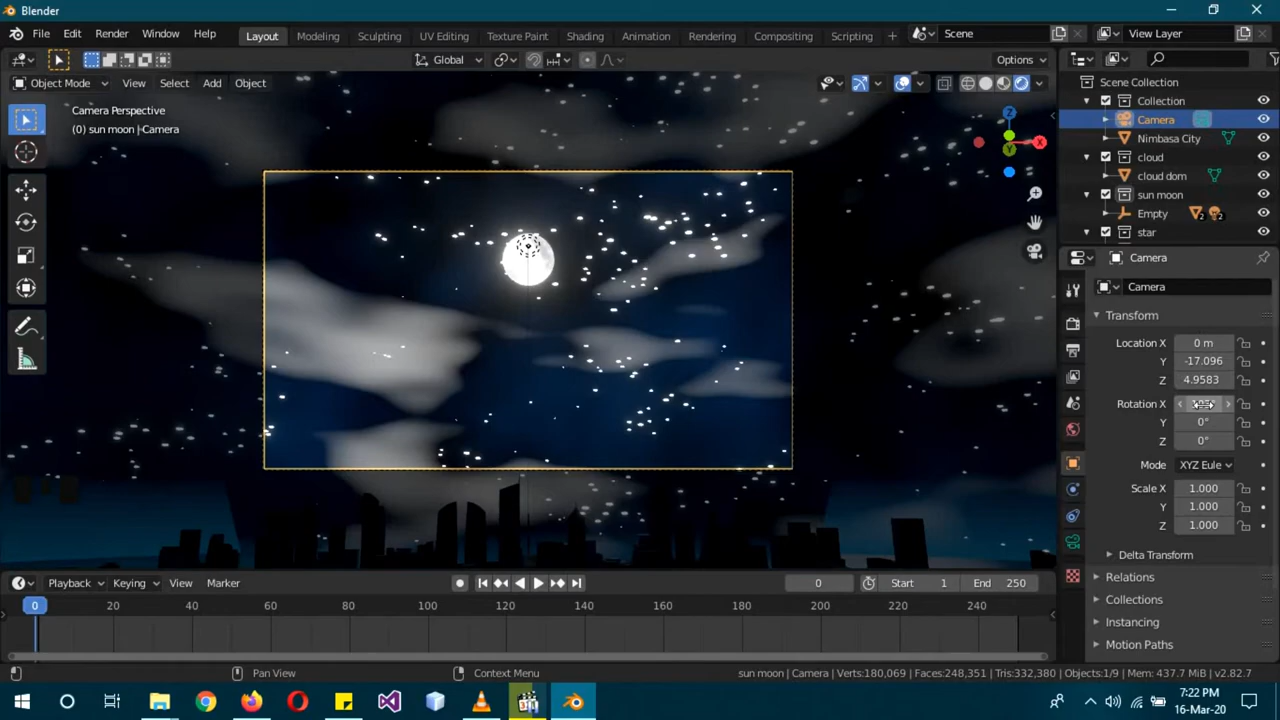 Blender
File Edit Render Window Help
Layout Modeling Sculpting UV Editing Texture Paint Shading Animation Rendering Compositing Scripting
Scene
View Layer
Global
Options
Object Mode View Select Add Object
Camera Perspective
(0) sun moon | Camera
Z
X
Y
Scene Collection
Collection
Camera
Nimbasa City
cloud
cloud dom
sun moon
Empty
2 2
star
Camera
Camera
Transform
Location X 0 m
Y -17.096
Z 4.9583
Rotation X
Y 0°
Z 0°
Mode XYZ Eule
Scale X 1.000
Y 1.000
Z 1.000
Delta Transform
Relations
Collections
Instancing
Motion Paths
Playback Keying View Marker
0
Start 1
End 250
0 20 40 60 80 100 120 140 160 180 200 220 240
Pan View
Context Menu
sun moon | Camera | Verts:180,069 | Faces:248,351 | Tris:332,380 | Objects:1/9 | Mem: 437.7 MiB | v2.82.7
7:22 PM
16-Mar-20